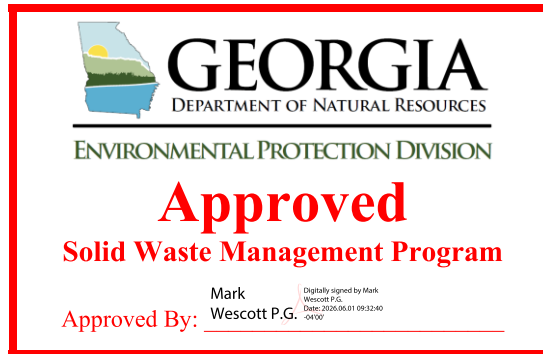 GEORGIA
DEPARTMENT OF NATURAL RESOURCES
ENVIRONMENTAL PROTECTION DIVISION
Approved
Solid Waste Management Program
Approved By:
Mark
Wescott P.G.
Digitally signed by Mark
Wescott P.G.
Date: 2026.06.01 09:32:40
-04'00'